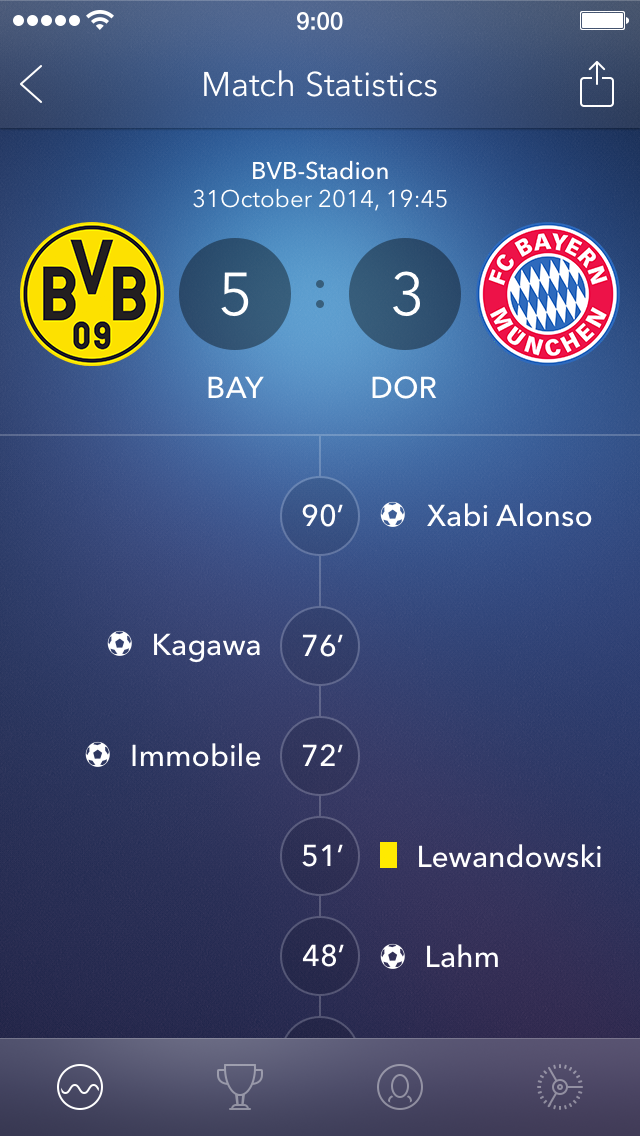 9:00
Match Statistics
BVB-Stadion
31October 2014, 19:45
BVB
09
5 : 3
FC BAYERN
MÜNCHEN
BAY DOR
90’ Xabi Alonso
Kagawa 76’
Immobile 72’
51’ Lewandowski
48’ Lahm